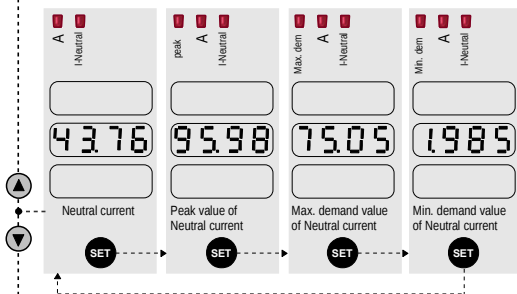 A
I-Neutral
peak
A
I-Neutral
Max. dem
A
I-Neutral
Min. dem
A
I-Neutral
43.76
95.98
75.05
1.985
Neutral current
Peak value of
Neutral current
Max. demand value
of Neutral current
Min. demand value
of Neutral current
SET
SET
SET
SET